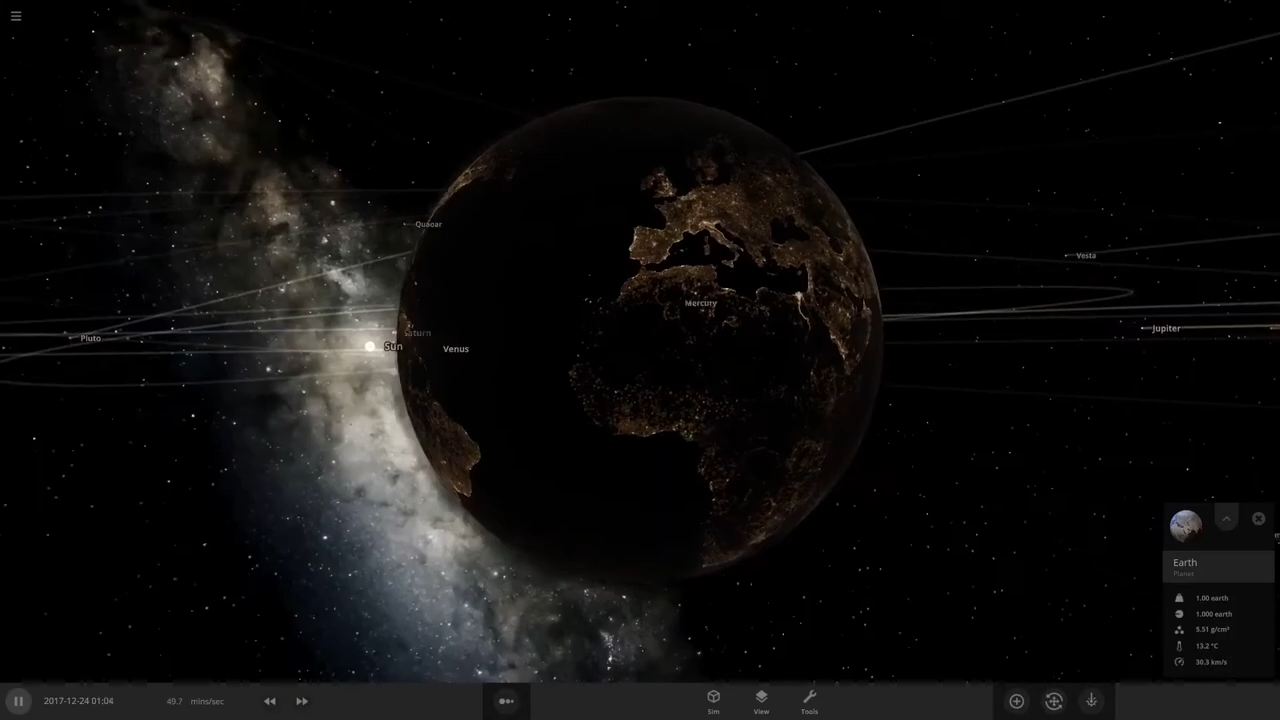 Quaoar
Vesta
Mercury
Jupiter
Saturn
Pluto
Sun
Venus
Earth
Planet
1.00 earth
1.000 earth
5.51 g/cm³
13.2 °C
30.3 km/s
2017-12-24 01:04
49.7 mins/sec
Sim
View
Tools